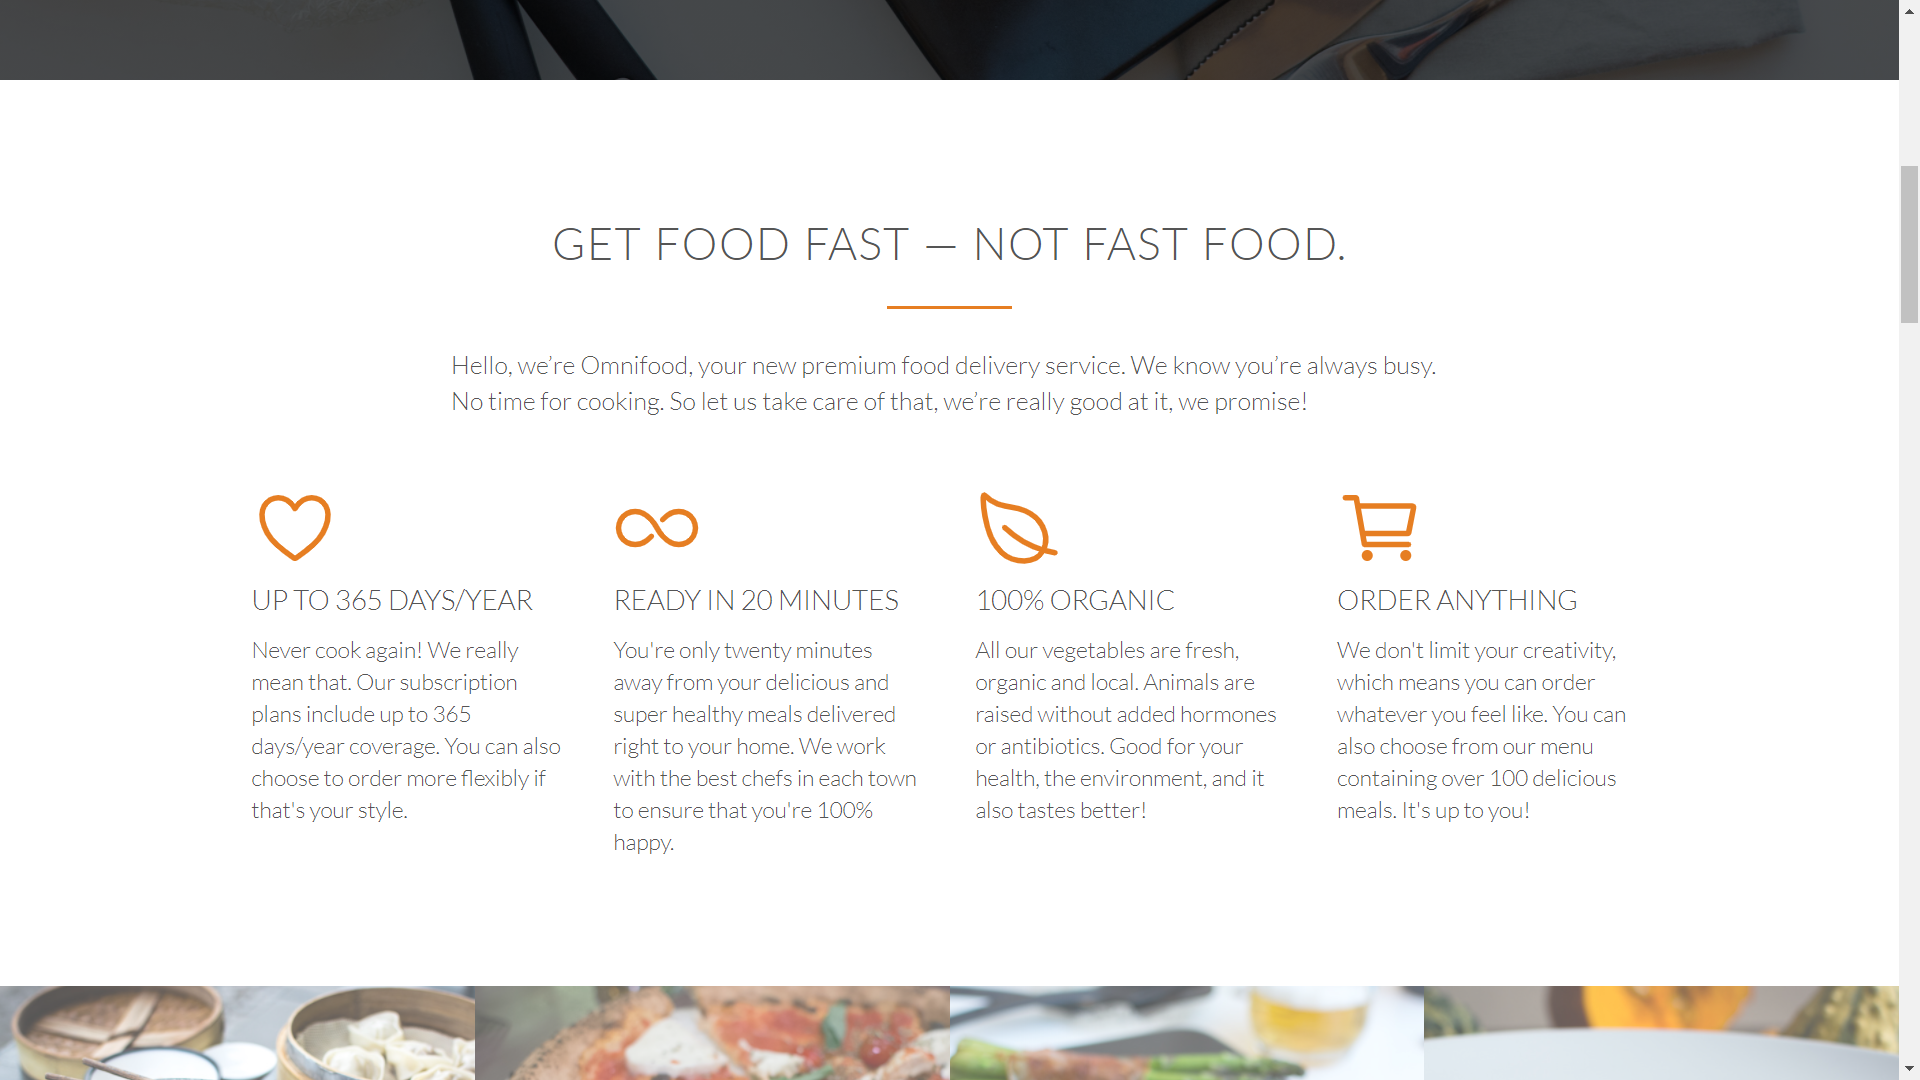 GET FOOD FAST — NOT FAST FOOD.
Hello, we’re Omnifood, your new premium food delivery service. We know you’re always busy.
No time for cooking. So let us take care of that, we’re really good at it, we promise!
UP TO 365 DAYS/YEAR
Never cook again! We really
mean that. Our subscription
plans include up to 365
days/year coverage. You can also
choose to order more flexibly if
that's your style.
READY IN 20 MINUTES
You're only twenty minutes
away from your delicious and
super healthy meals delivered
right to your home. We work
with the best chefs in each town
to ensure that you're 100%
happy.
100% ORGANIC
All our vegetables are fresh,
organic and local. Animals are
raised without added hormones
or antibiotics. Good for your
health, the environment, and it
also tastes better!
ORDER ANYTHING
We don't limit your creativity,
which means you can order
whatever you feel like. You can
also choose from our menu
containing over 100 delicious
meals. It's up to you!